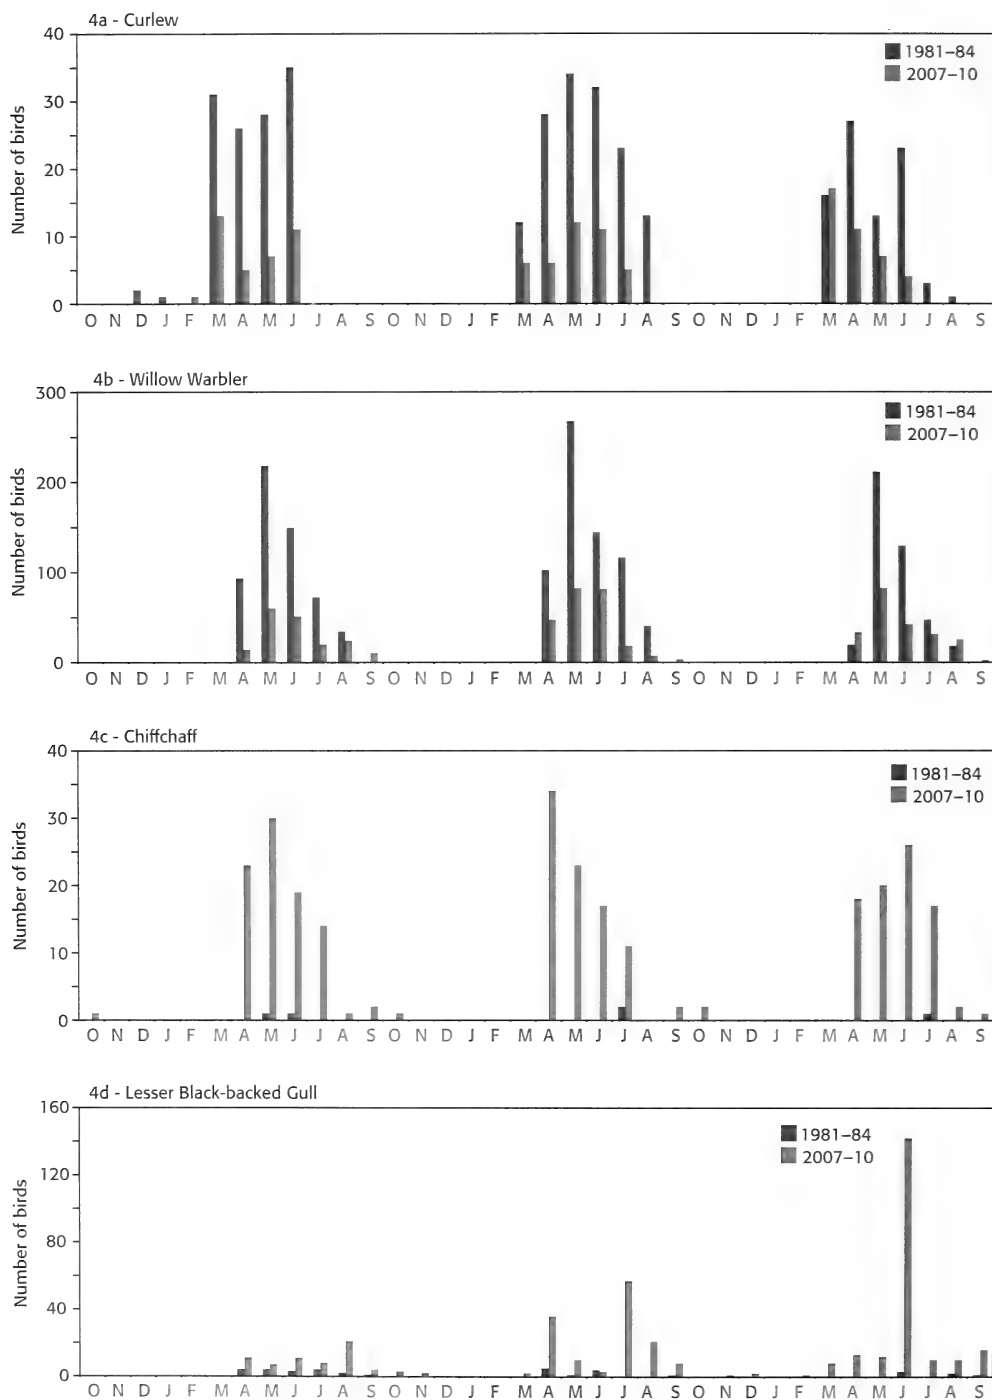 4a - Curlew
40
30
20
10
0
Number of birds
1981–84
2007–10
O N D J F M A M J J A S O N D J F M A M J J A S O N D J F M A M J J A S
4b - Willow Warbler
300
200
100
0
Number of birds
1981–84
2007–10
O N D J F M A M J J A S O N D J F M A M J J A S O N D J F M A M J J A S
4c - Chiffchaff
40
30
20
10
0
Number of birds
1981–84
2007–10
O N D J F M A M J J A S O N D J F M A M J J A S O N D J F M A M J J A S
4d - Lesser Black-backed Gull
160
120
80
40
0
Number of birds
1981–84
2007–10
O N D J F M A M J J A S O N D J F M A M J J A S O N D J F M A M J J A S